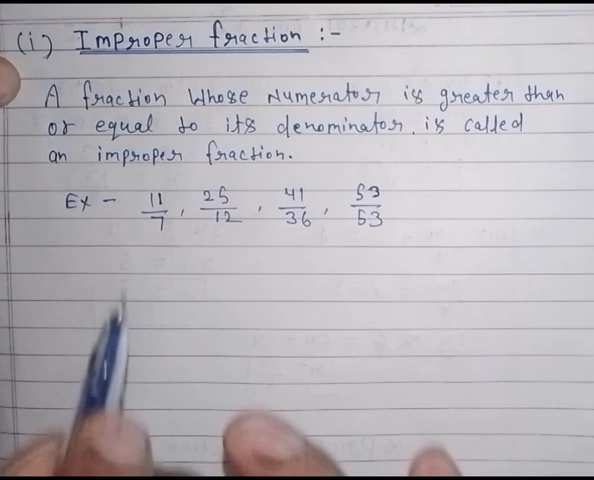 (i) Improper fraction :-
A fraction whose Numerator is greater than
or equal to its denominator, is called
an improper fraction.
Ex - 11/7, 25/12, 41/36, 59/53